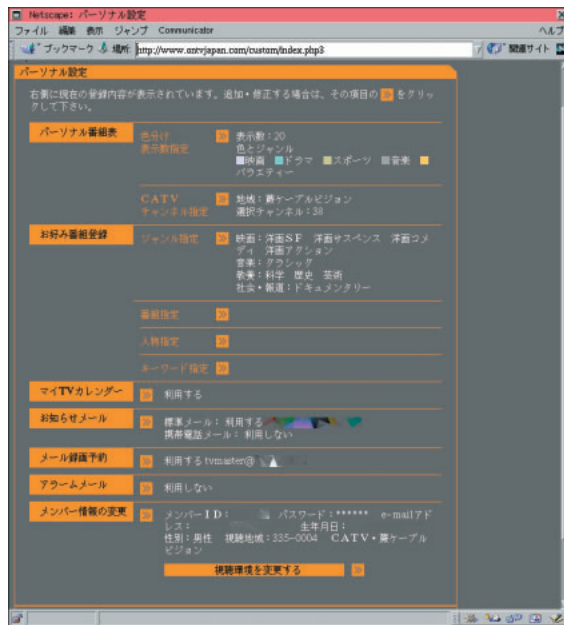 Netscape: パーソナル設定
ファイル 編集 表示 ジャンプ Communicator ヘルプ
ブックマーク 場所: http://www.ontvjapan.com/custom/index.php3 関連サイト
パーソナル設定
右側に現在の登録内容が表示されています。追加・修正する場合は、その項目の を クリッ
クして下さい。
パーソナル番組表 色分け 表示数:20
表示数指定 色とジャンル
映画 ドラマ スポーツ 音楽
バラエティー
CATV 地域:蕨ケーブルビジョン
チャンネル指定 選択チャンネル:38
お好み番組登録 ジャンル指定 映画:洋画SF 洋画サスペンス 洋画コメ
ディ 洋画アクション
音楽:クラシック
教養:科学 歴史 芸術
社会・報道:ドキュメンタリー
番組指定
人物指定
キーワード指定
マイTVカレンダー 利用する
お知らせメール 標準メール: 利用する
携帯電話メール: 利用しない
メール録画予約 利用する tvmaster@
アラームメール 利用しない
メンバー情報の変更 メンバーID: パスワード:****** e-mailアド
レス: 生年月日:
性別:男性 視聴地域:335-0004 CATV・蕨ケーブル
ビジョン
視聴環境を変更する